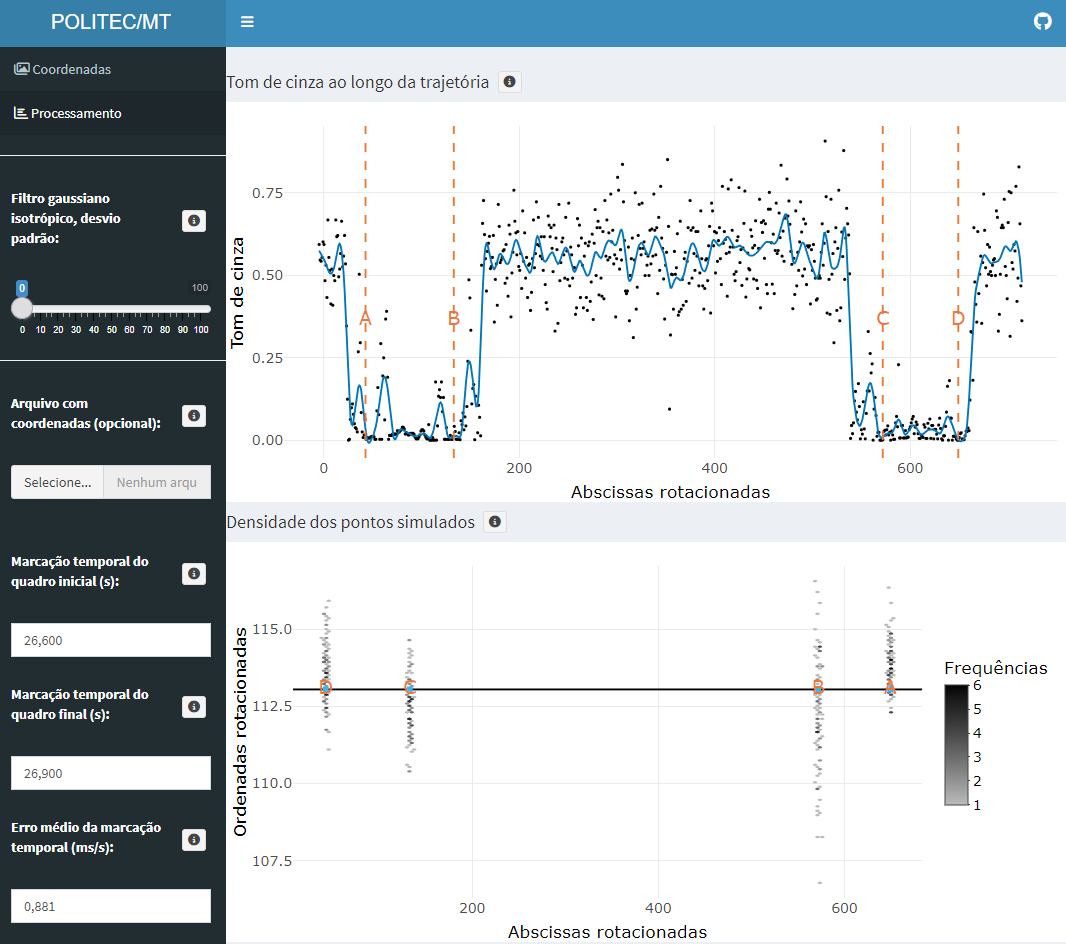 POLITEC/MT
Coordenadas
Processamento
Filtro gaussiano
isotrópico, desvio
padrão:
0
100
0 10 20 30 40 50 60 70 80 90 100
Arquivo com
coordenadas (opcional):
Selecione... Nenhum arqu
Marcação temporal do
quadro inicial (s):
26,600
Marcação temporal do
quadro final (s):
26,900
Erro médio da marcação
temporal (ms/s):
0,881
Tom de cinza ao longo da trajetória
Tom de cinza
0.75
0.50
0.25
0.00
A B C D
0 200 400 600
Abscissas rotacionadas
Densidade dos pontos simulados
Ordenadas rotacionadas
115.0
112.5
110.0
107.5
D C B A
200 400 600
Abscissas rotacionadas
Frequências
6
5
4
3
2
1